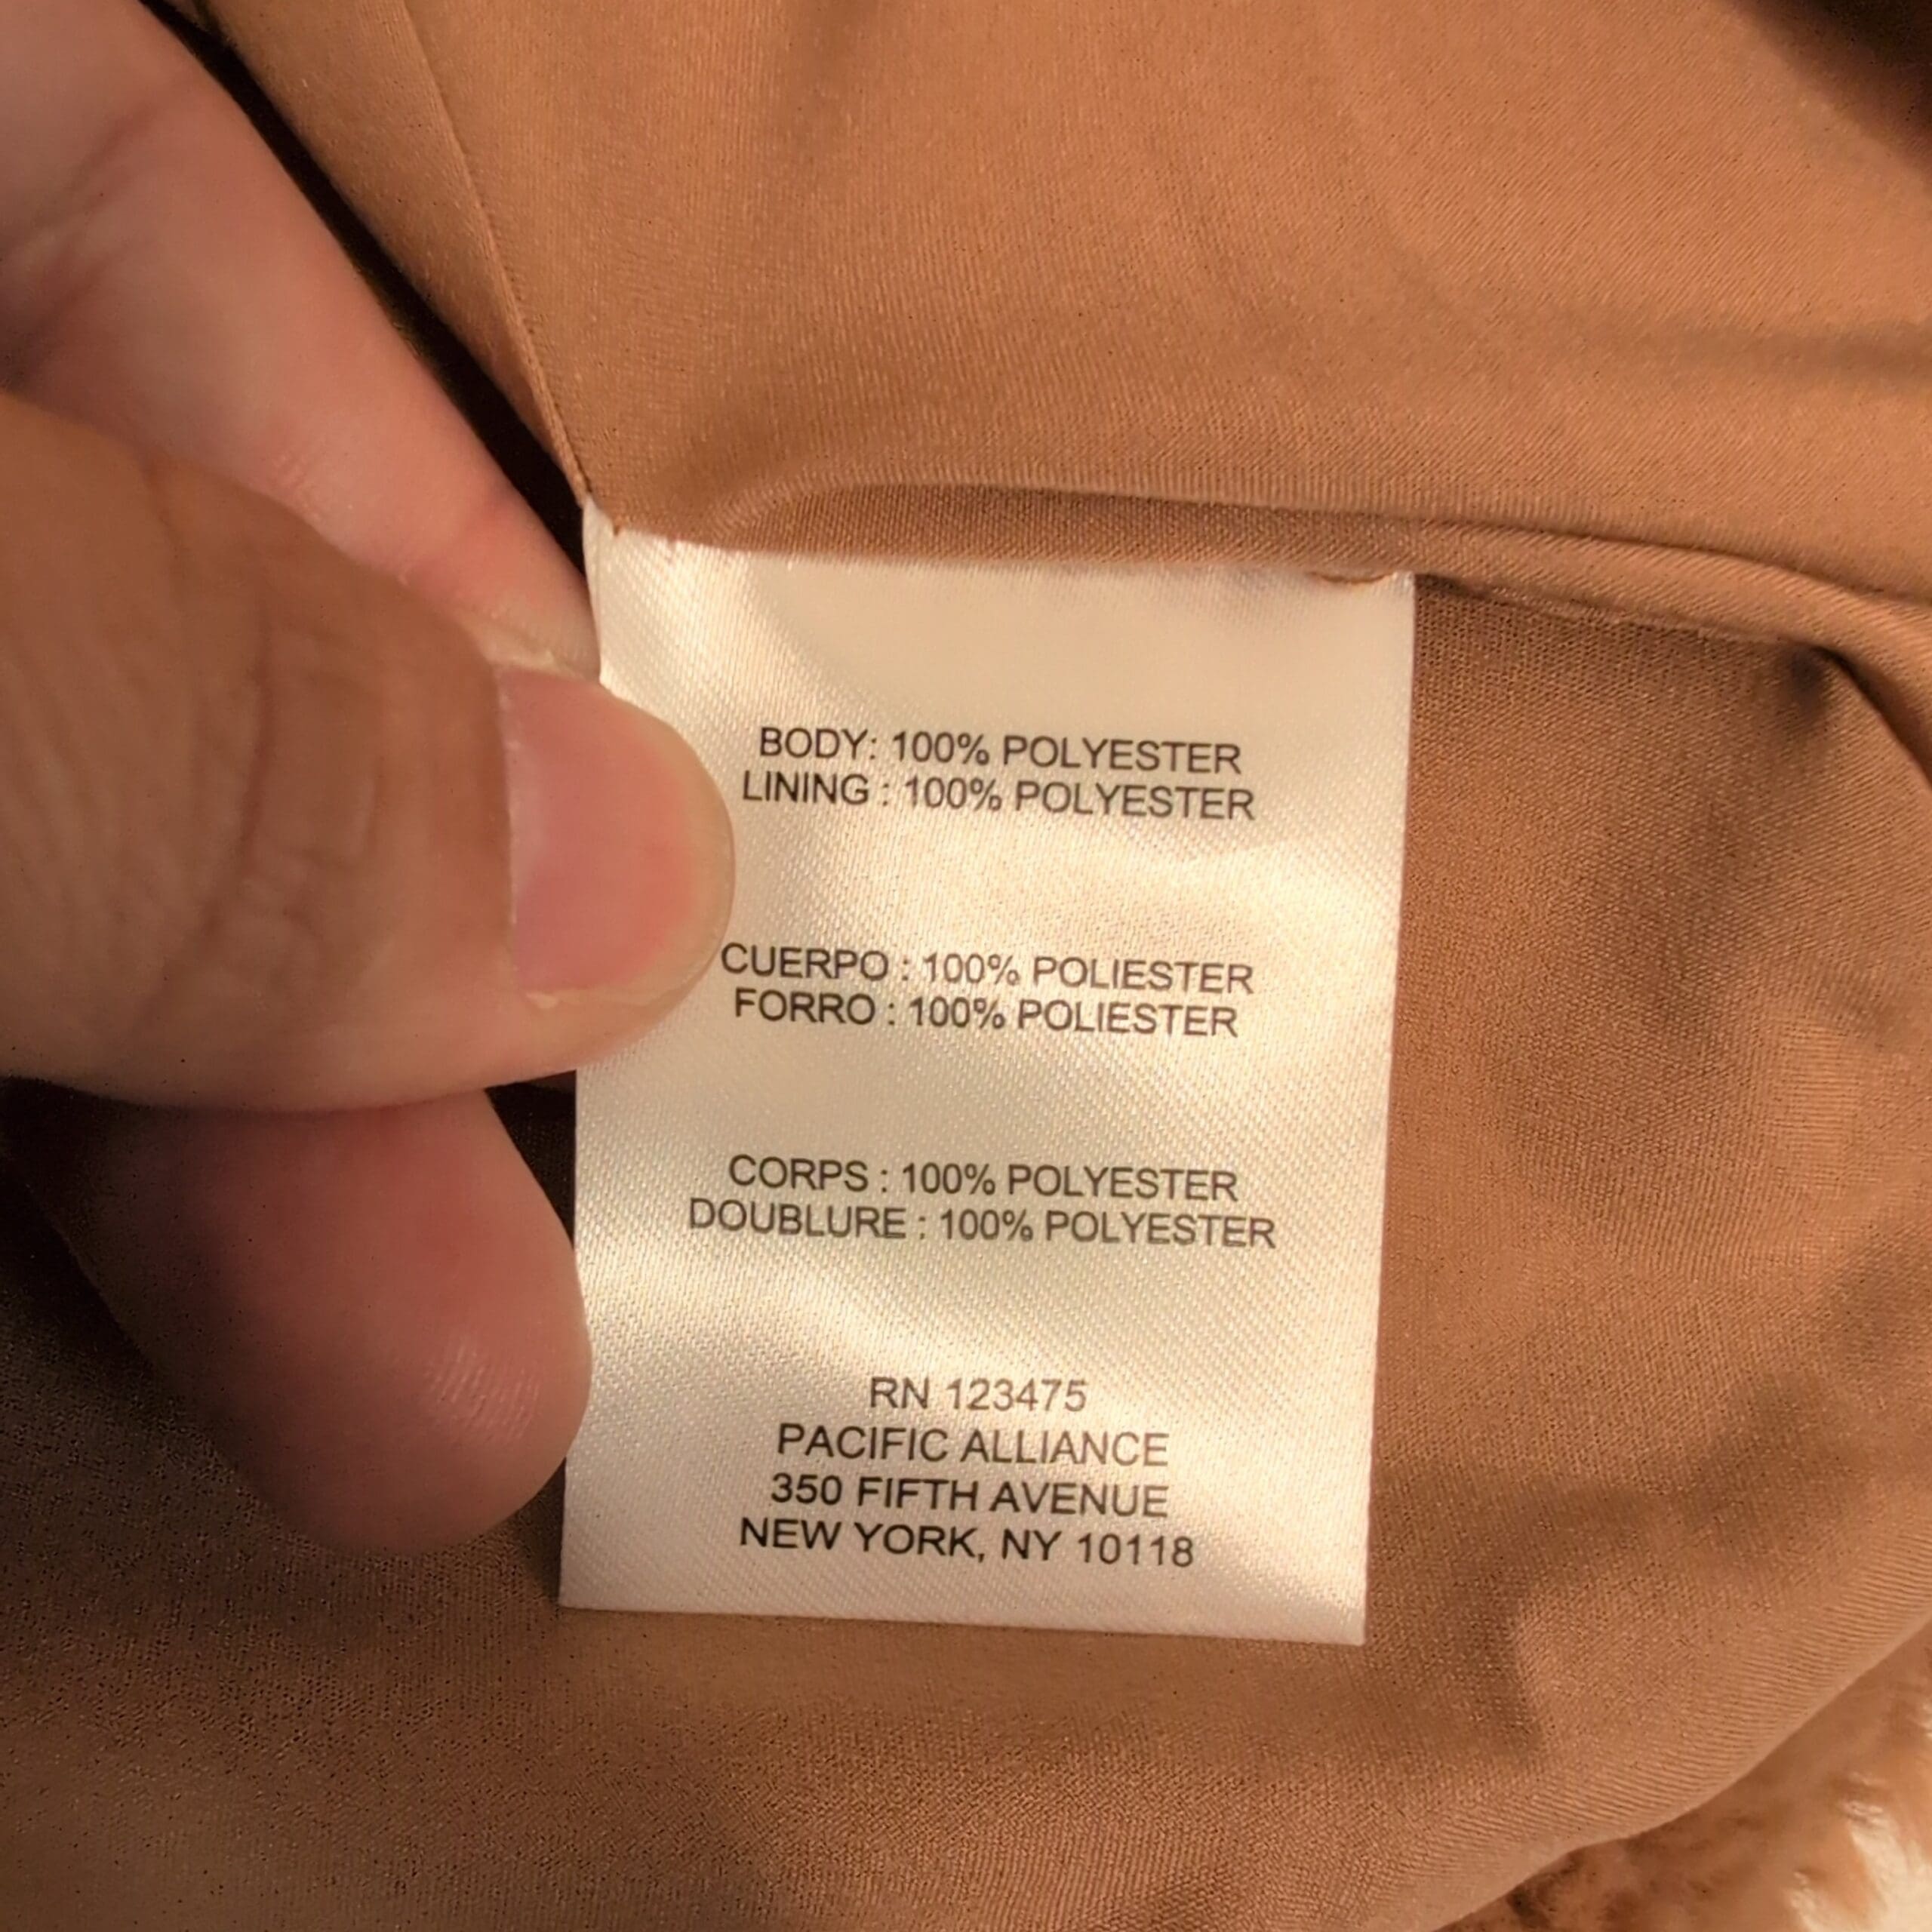 BODY: 100% POLYESTER
LINING : 100% POLYESTER
CUERPO : 100% POLIESTER
FORRO : 100% POLIESTER
CORPS : 100% POLYESTER
DOUBLURE : 100% POLYESTER
RN 123475
PACIFIC ALLIANCE
350 FIFTH AVENUE
NEW YORK, NY 10118